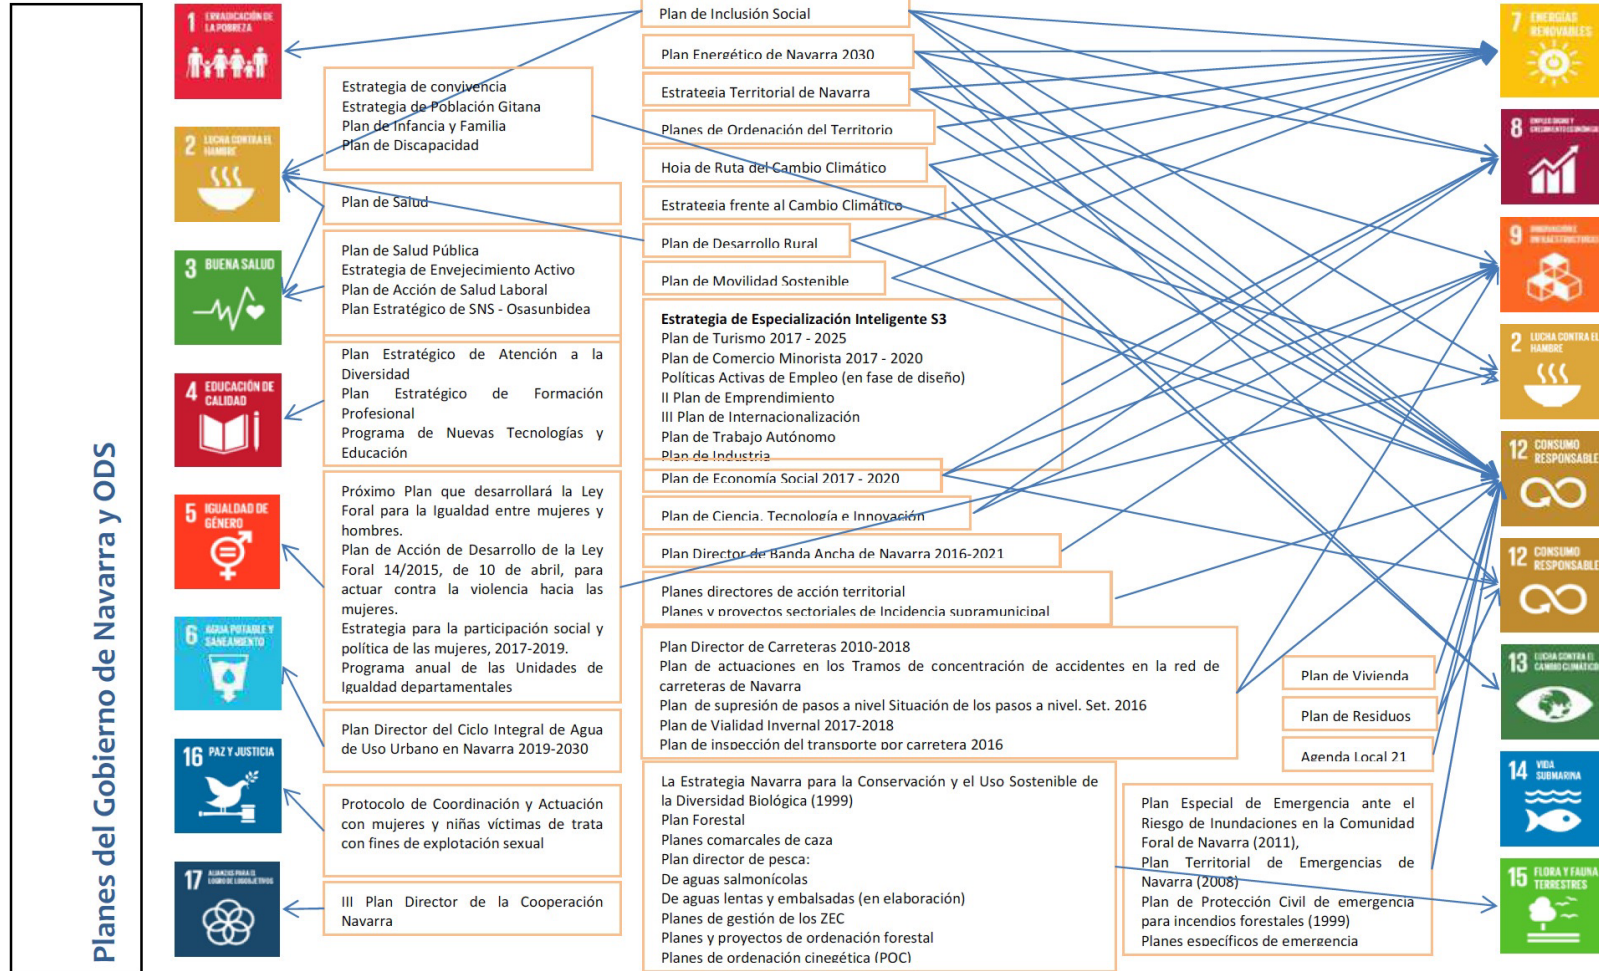 Planes del Gobierno de Navarra y ODS
1 ERRADICACIÓN DE
LA POBREZA
2 LUCHA CONTRA EL
HAMBRE
3 BUENA SALUD
4 EDUCACIÓN DE
CALIDAD
5 IGUALDAD DE
GÉNERO
6 AGUA POTABLE Y
SANEAMIENTO
16 PAZ Y JUSTICIA
17 ALIANZAS PARA EL
LOGRO DE LOS OBJETIVOS
Estrategia de convivencia
Estrategia de Población Gitana
Plan de Infancia y Familia
Plan de Discapacidad
Plan de Salud
Plan de Salud Pública
Estrategia de Envejecimiento Activo
Plan de Acción de Salud Laboral
Plan Estratégico de SNS - Osasunbidea
Plan Estratégico de Atención a la
Diversidad
Plan Estratégico de Formación
Profesional
Programa de Nuevas Tecnologías y
Educación
Próximo Plan que desarrollará la Ley
Foral para la Igualdad entre mujeres y
hombres.
Plan de Acción de Desarrollo de la Ley
Foral 14/2015, de 10 de abril, para
actuar contra la violencia hacia las
mujeres.
Estrategia para la participación social y
política de las mujeres, 2017-2019.
Programa anual de las Unidades de
Igualdad departamentales
Plan Director del Ciclo Integral de Agua
de Uso Urbano en Navarra 2019-2030
Protocolo de Coordinación y Actuación
con mujeres y niñas víctimas de trata
con fines de explotación sexual
III Plan Director de la Cooperación
Navarra
Plan de Inclusión Social
Plan Energético de Navarra 2030
Estrategia Territorial de Navarra
Planes de Ordenación del Territorio
Hoja de Ruta del Cambio Climático
Estrategia frente al Cambio Climático
Plan de Desarrollo Rural
Plan de Movilidad Sostenible
Estrategia de Especialización Inteligente S3
Plan de Turismo 2017 - 2025
Plan de Comercio Minorista 2017 - 2020
Políticas Activas de Empleo (en fase de diseño)
II Plan de Emprendimiento
III Plan de Internacionalización
Plan de Trabajo Autónomo
Plan de Industria
Plan de Economía Social 2017 - 2020
Plan de Ciencia, Tecnología e Innovación
Plan Director de Banda Ancha de Navarra 2016-2021
Planes directores de acción territorial
Planes y proyectos sectoriales de Incidencia supramunicipal
Plan Director de Carreteras 2010-2018
Plan de actuaciones en los Tramos de concentración de accidentes en la red de
carreteras de Navarra
Plan de supresión de pasos a nivel Situación de los pasos a nivel. Set. 2016
Plan de Vialidad Invernal 2017-2018
Plan de inspección del transporte por carretera 2016
La Estrategia Navarra para la Conservación y el Uso Sostenible de
la Diversidad Biológica (1999)
Plan Forestal
Planes comarcales de caza
Plan director de pesca:
De aguas salmonícolas
De aguas lentas y embalsadas (en elaboración)
Planes de gestión de los ZEC
Planes y proyectos de ordenación forestal
Planes de ordenación cinegética (POC)
Plan de Vivienda
Plan de Residuos
Agenda Local 21
Plan Especial de Emergencia ante el
Riesgo de Inundaciones en la Comunidad
Foral de Navarra (2011),
Plan Territorial de Emergencias de
Navarra (2008)
Plan de Protección Civil de emergencia
para incendios forestales (1999)
Planes específicos de emergencia
7 ENERGÍAS
RENOVABLES
8 EMPLEO DIGNO Y
CRECIMIENTO ECONÓMICO
9 INNOVACIÓN E
INFRAESTRUCTURAS
2 LUCHA CONTRA EL
HAMBRE
12 CONSUMO
RESPONSABLE
12 CONSUMO
RESPONSABLE
13 LUCHA CONTRA EL
CAMBIO CLIMÁTICO
14 VIDA
SUBMARINA
15 FLORA Y FAUNA
TERRESTRES